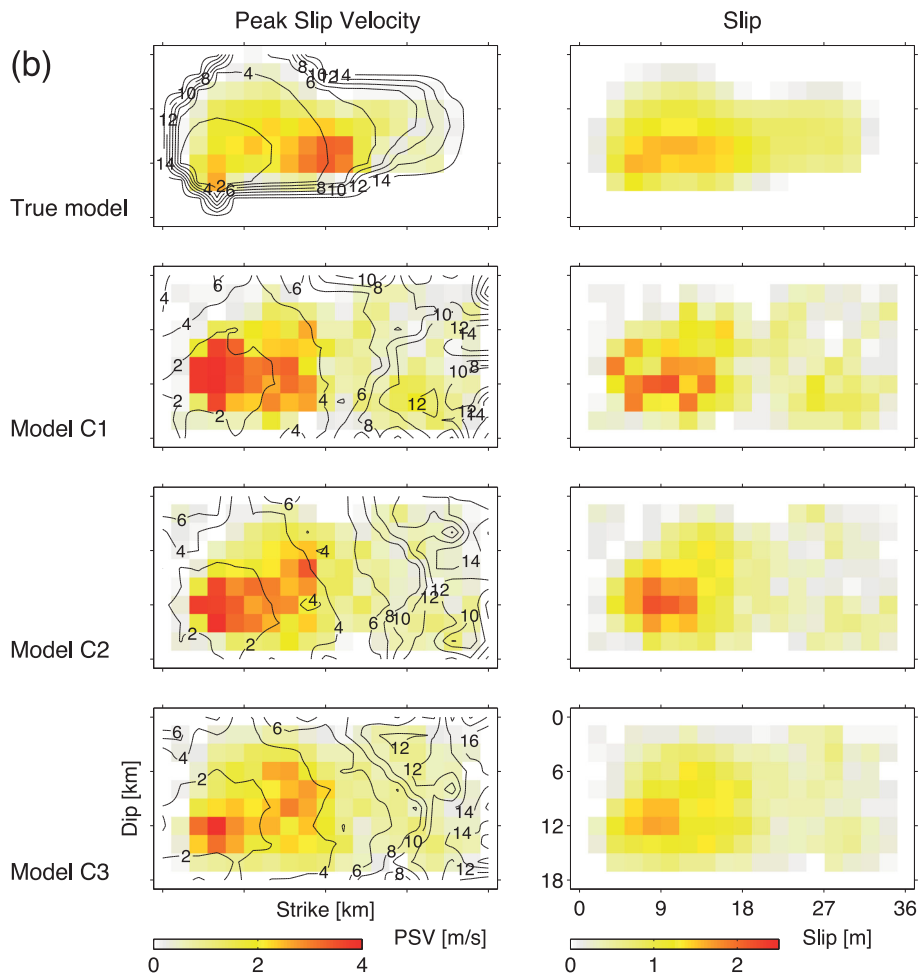 Peak Slip Velocity
Slip
(b)
8 4 8 10 12 14
10 6
12
14
4 2 6 8 10 12 14
True model
4 6 6 10 8
4 10
2 12 14
10 8
2 2 4 6 12 12 14
4 8
Model C1
6 6 4
4 4 14
4 12 12
2 2 6 8 10 10
Model C2
6 4 12 16
4 12
2 12
14
10 14
2 4 6 8
Model C3
Dip [km]
0
6
12
18
Strike [km]
0 9 18 27 36
PSV [m/s]
0 2 4
Slip [m]
0 1 2